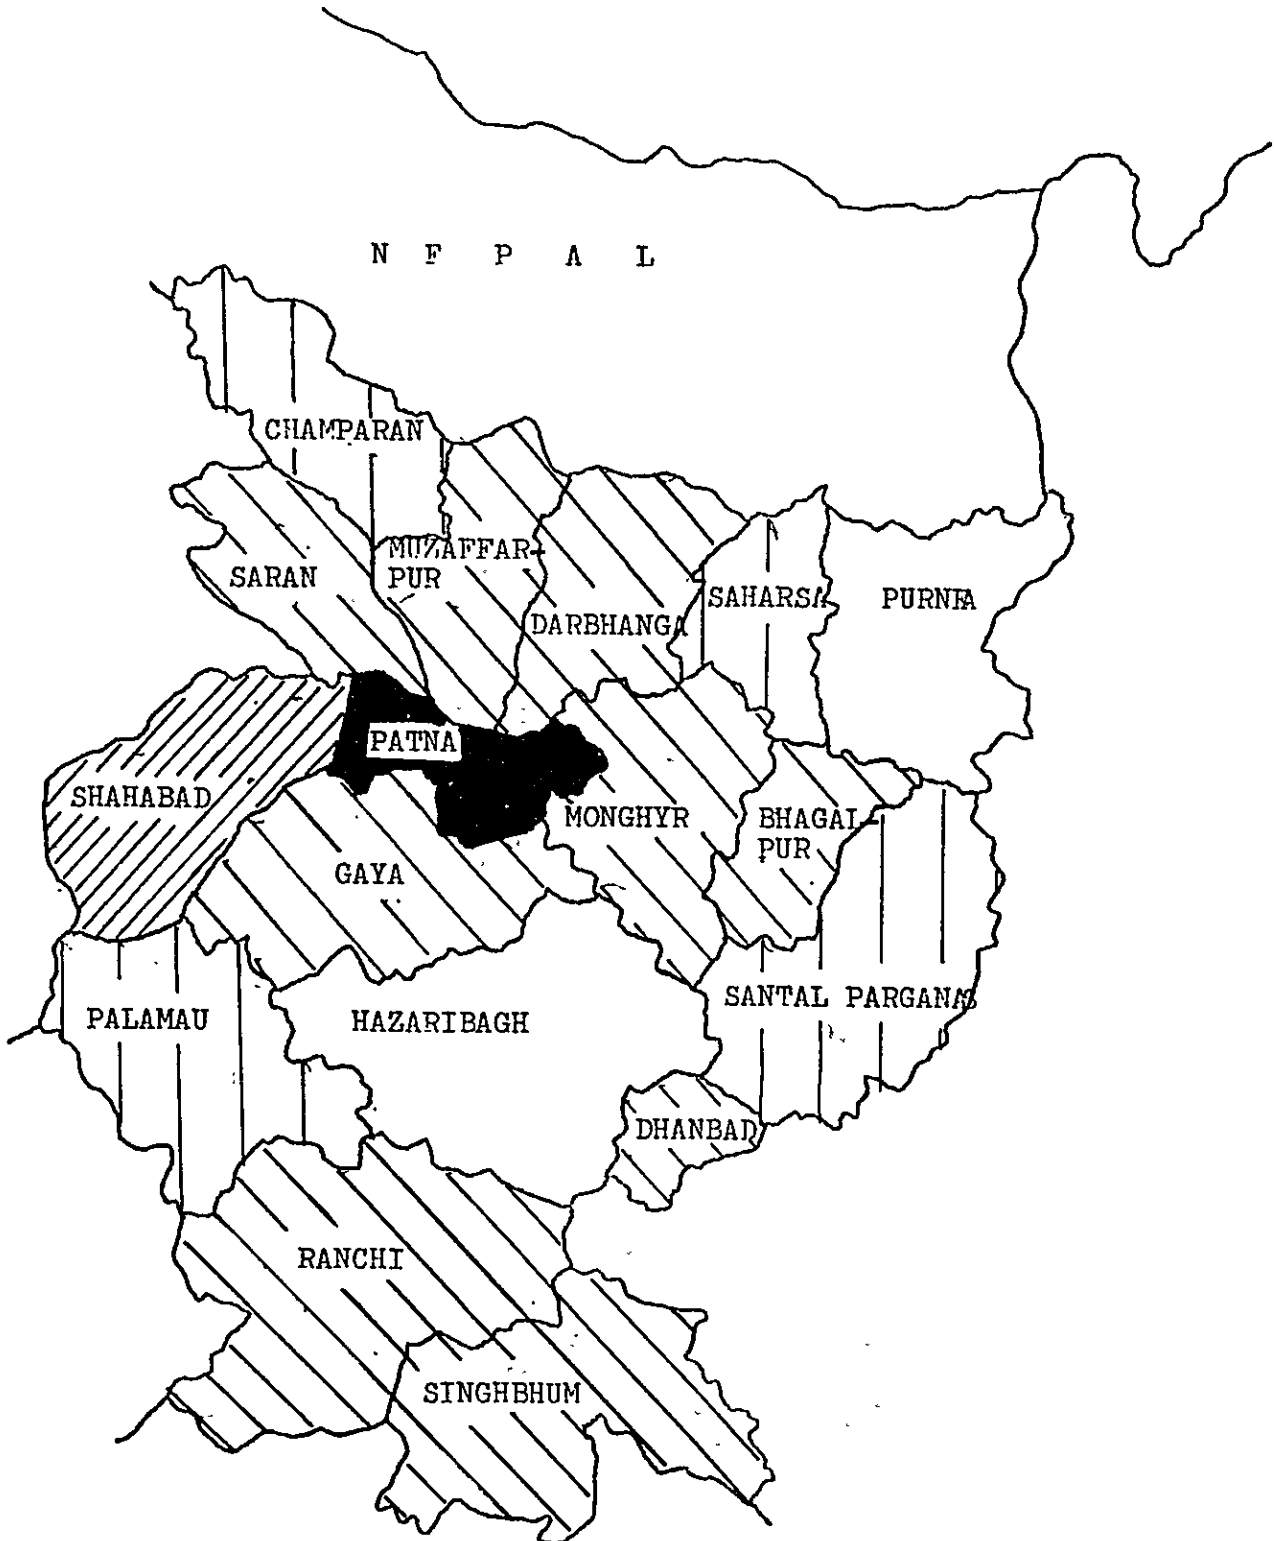 N E P A L
CHAMPARAN
MUZAFFAR-
PUR
SARAN
SAHARSA
PURNEA
DARBHANGA
PATNA
SHAHABAD
MONGHYR
BHAGAL-
PUR
GAYA
SANTAL PARGANAS
PALAMAU
HAZARIBAGH
DHANBAD
RANCHI
SINGHBHUM